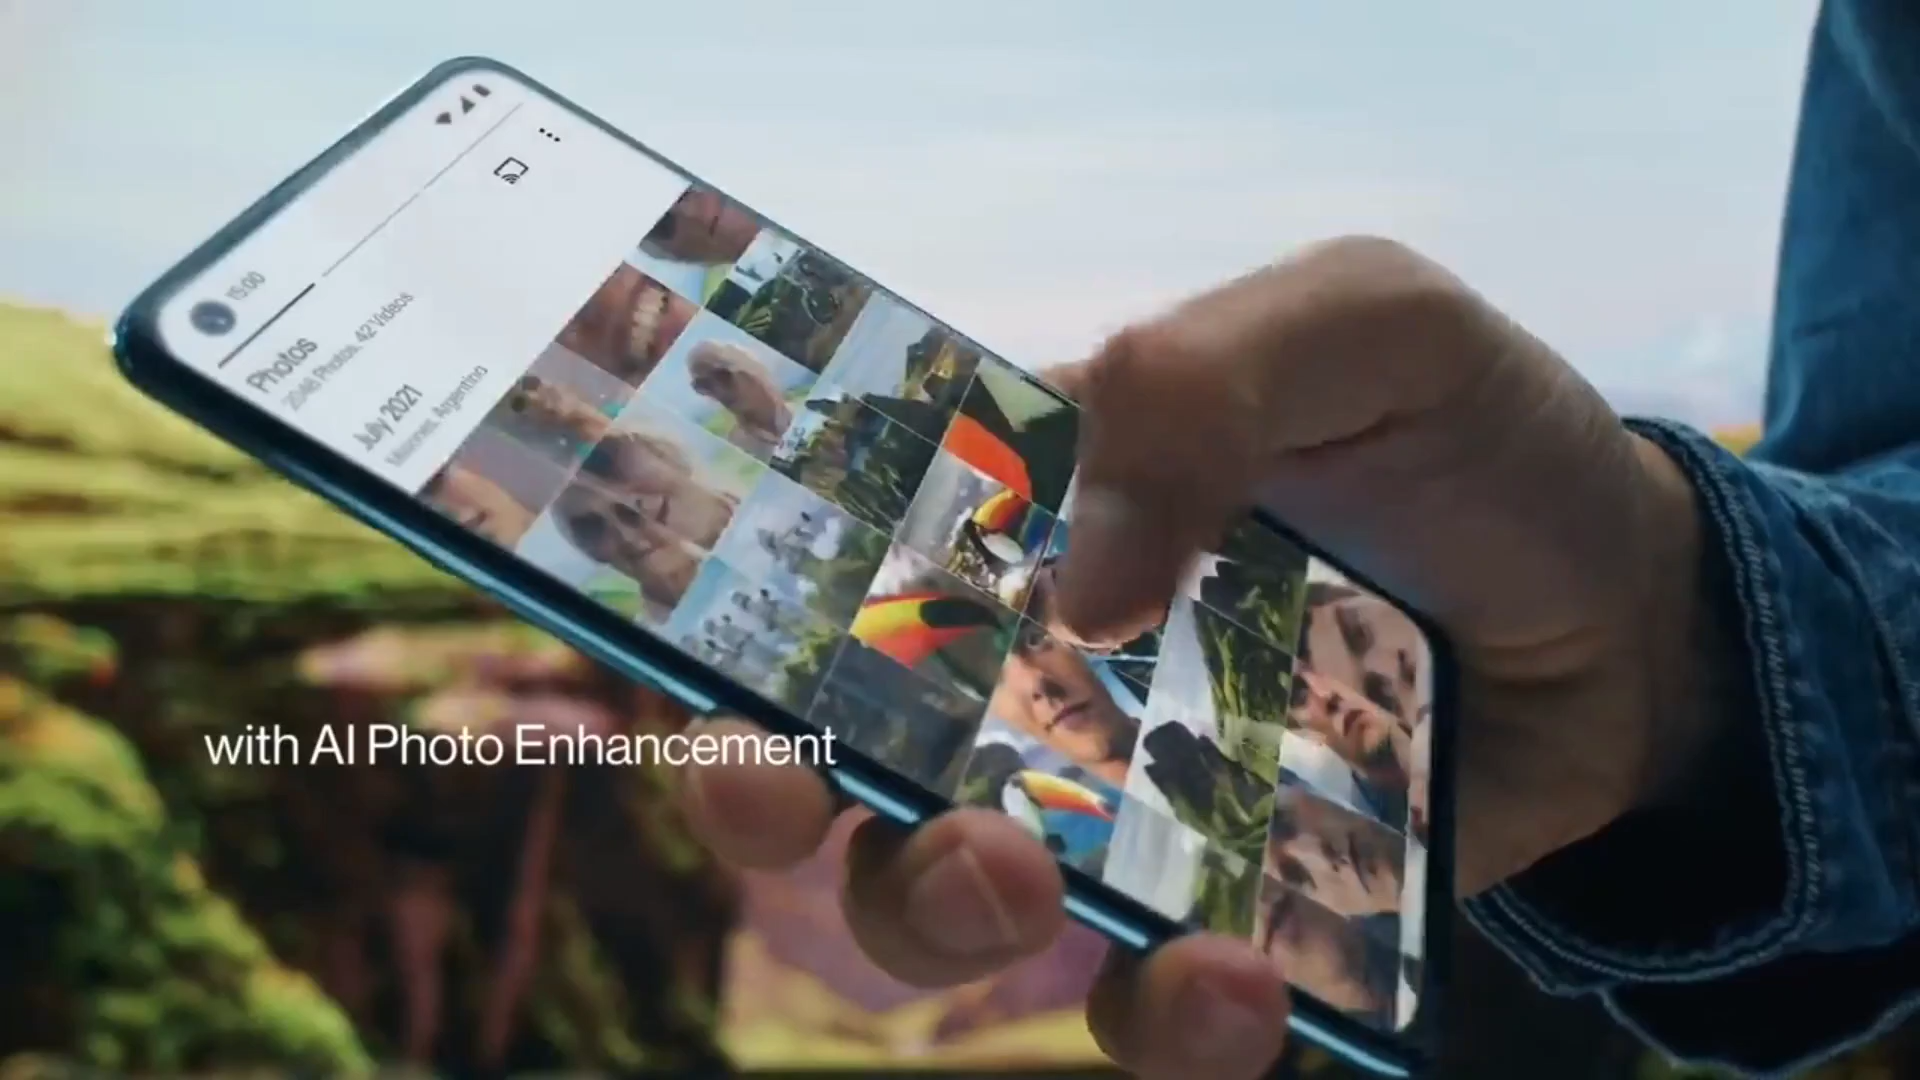 15:00
Photos
2048 Photos, 42 Videos
July 2021
Misiones, Argentina
with AI Photo Enhancement